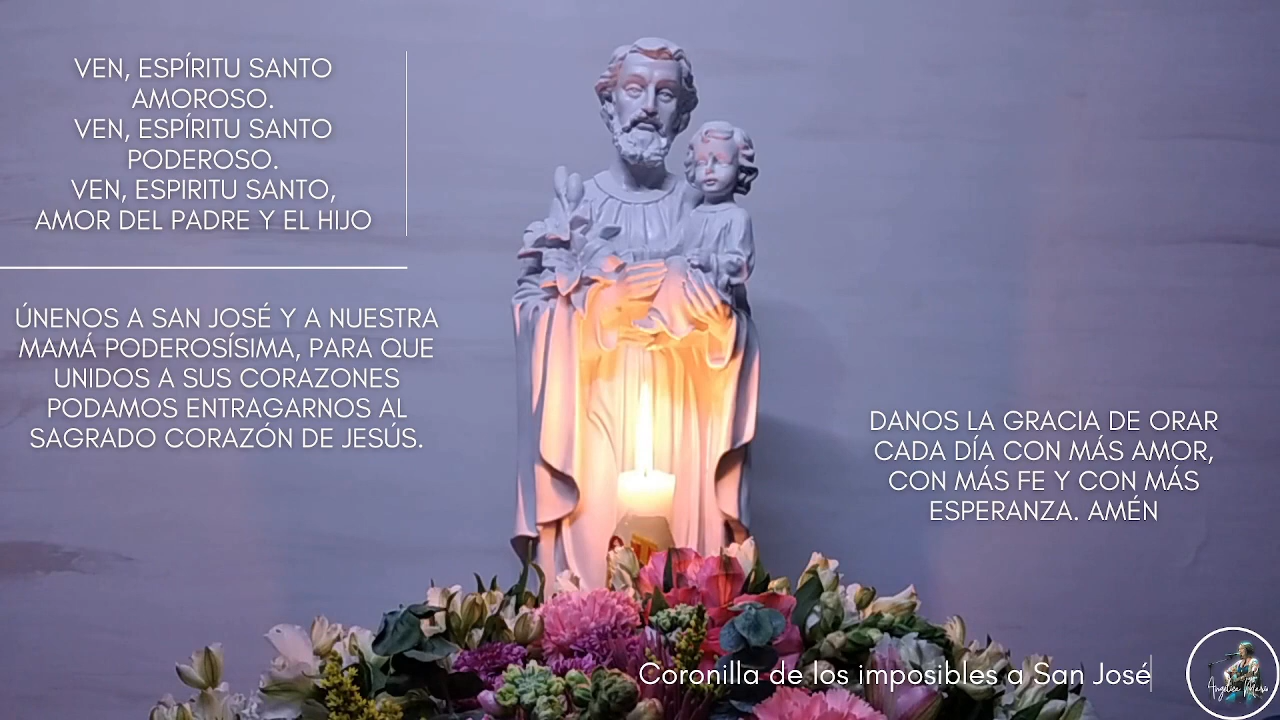 VEN, ESPÍRITU SANTO
AMOROSO.
VEN, ESPÍRITU SANTO
PODEROSO.
VEN, ESPIRITU SANTO,
AMOR DEL PADRE Y EL HIJO
ÚNENOS A SAN JOSÉ Y A NUESTRA
MAMÁ PODEROSÍSIMA, PARA QUE
UNIDOS A SUS CORAZONES
PODAMOS ENTRAGARNOS AL
SAGRADO CORAZÓN DE JESÚS.
DANOS LA GRACIA DE ORAR
CADA DÍA CON MÁS AMOR,
CON MÁS FE Y CON MÁS
ESPERANZA. AMÉN
Coronilla de los imposibles a San José
Angélica María